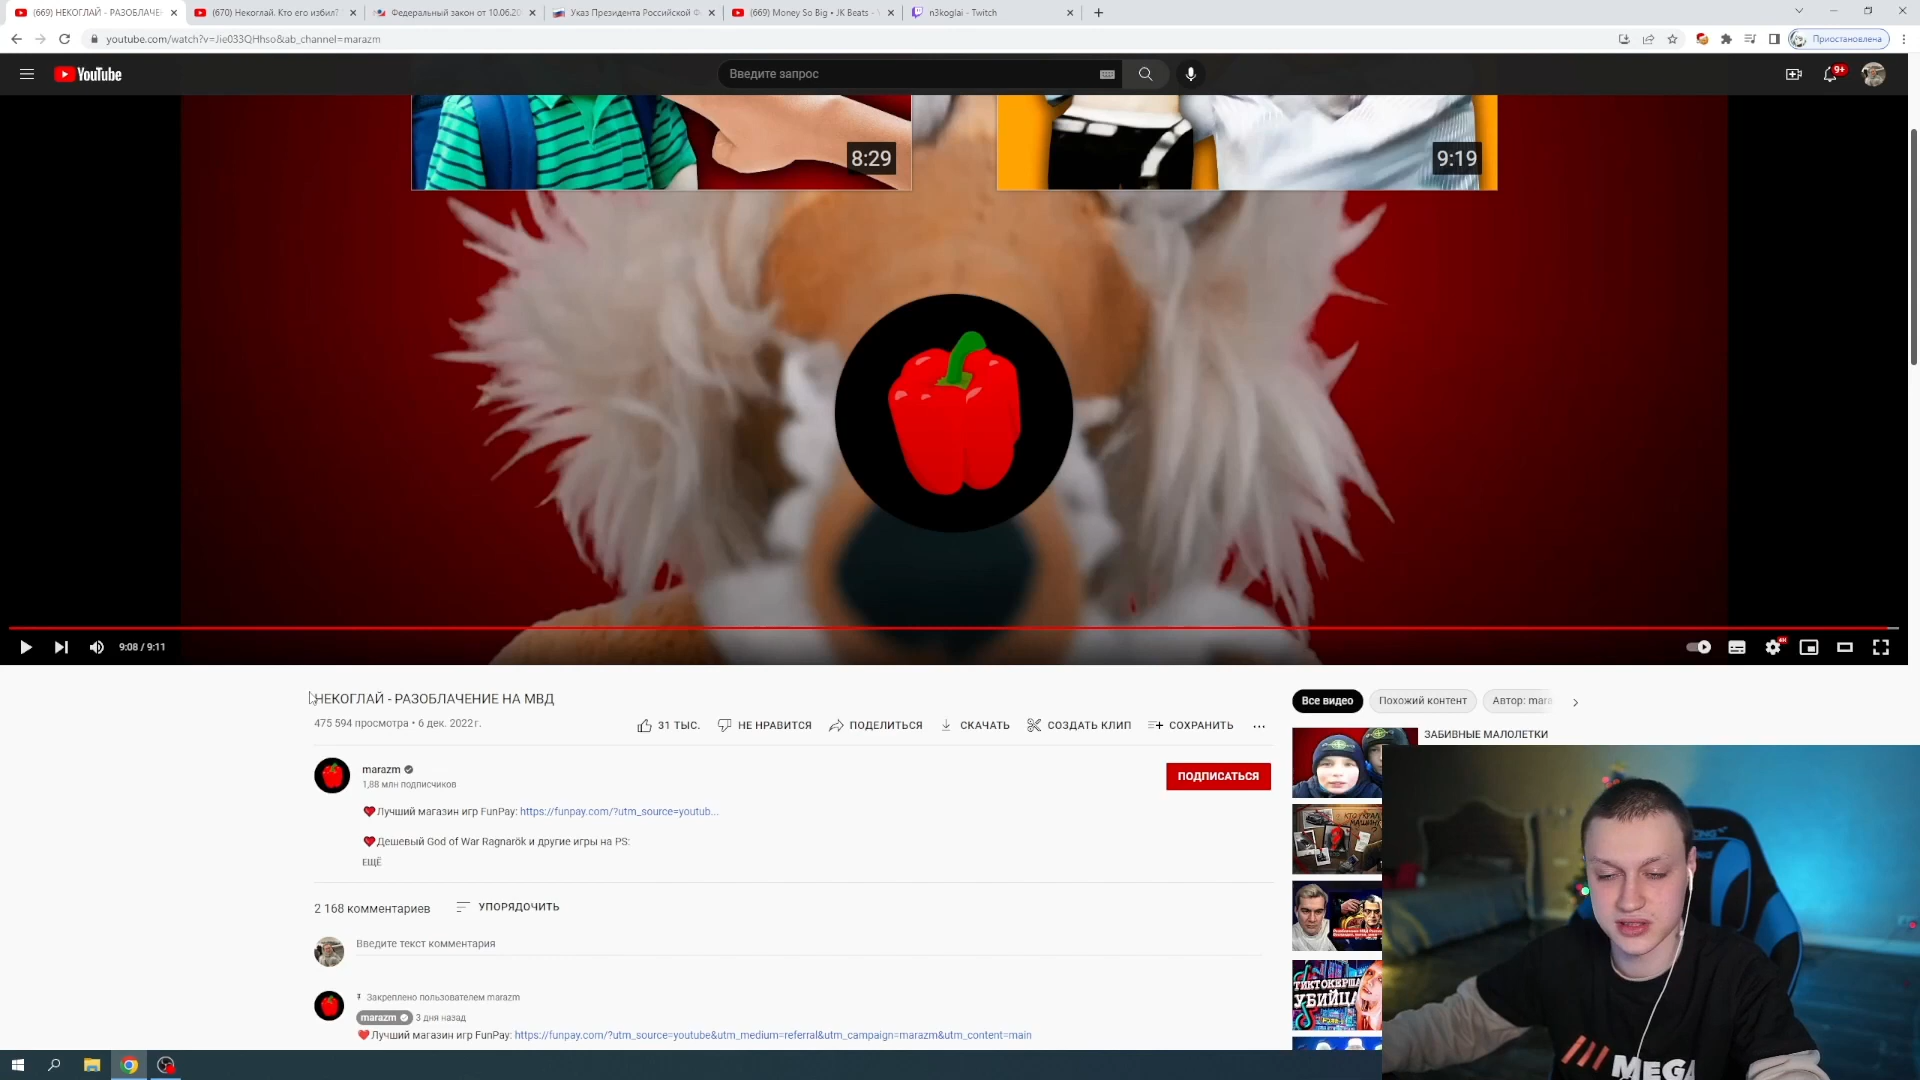 (669) НЕКОГЛАЙ - РАЗОБЛАЧЕ
(670) Некоглай. Кто его избил?
Федеральный закон от 10.06.20
Указ Президента Российской Ф
(669) Money So Big • JK Beats -
n3koglai - Twitch
youtube.com/watch?v=Jie033QHhso&ab_channel=marazm
Приостановлена
YouTube
Введите запрос
9+
8:29
9:19
9:08 / 9:11
НЕКОГЛАЙ - РАЗОБЛАЧЕНИЕ НА МВД
475 594 просмотра • 6 дек. 2022 г.
31 ТЫС.
НЕ НРАВИТСЯ
ПОДЕЛИТЬСЯ
СКАЧАТЬ
СОЗДАТЬ КЛИП
СОХРАНИТЬ
marazm
1,88 млн подписчиков
ПОДПИСАТЬСЯ
Лучший магазин игр FunPay: https://funpay.com/?utm_source=youtub...
Дешевый God of War Ragnarök и другие игры на PS:
ЕЩЁ
2 168 комментариев
УПОРЯДОЧИТЬ
Введите текст комментария
Закреплено пользователем marazm
marazm 3 дня назад
Лучший магазин игр FunPay: https://funpay.com/?utm_source=youtube&utm_medium=referral&utm_campaign=marazm&utm_content=main
Все видео
Похожий контент
Автор: mara
ЗАБИВНЫЕ МАЛОЛЕТКИ
КТО УКРАЛ
ТИКТОКЕРША
УБИЙЦА
MEGA